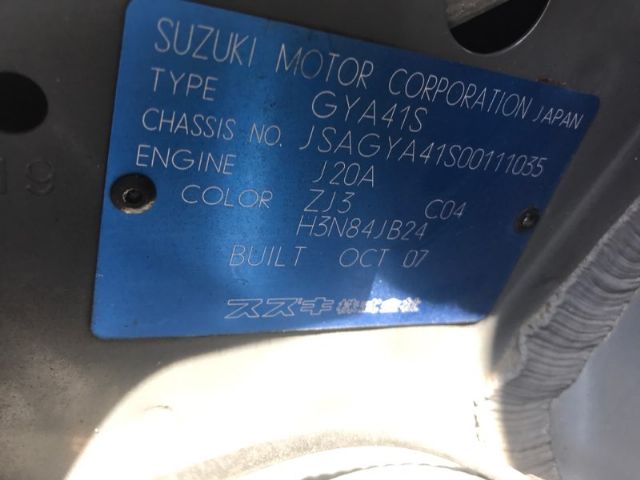 SUZUKI MOTOR CORPORATION JAPAN
TYPE GYA41S
CHASSIS NO. JSAGYA41S00111035
ENGINE J20A
COLOR ZJ3 C04
H3N84JB24
BUILT OCT 07
スズキ株式会社
19